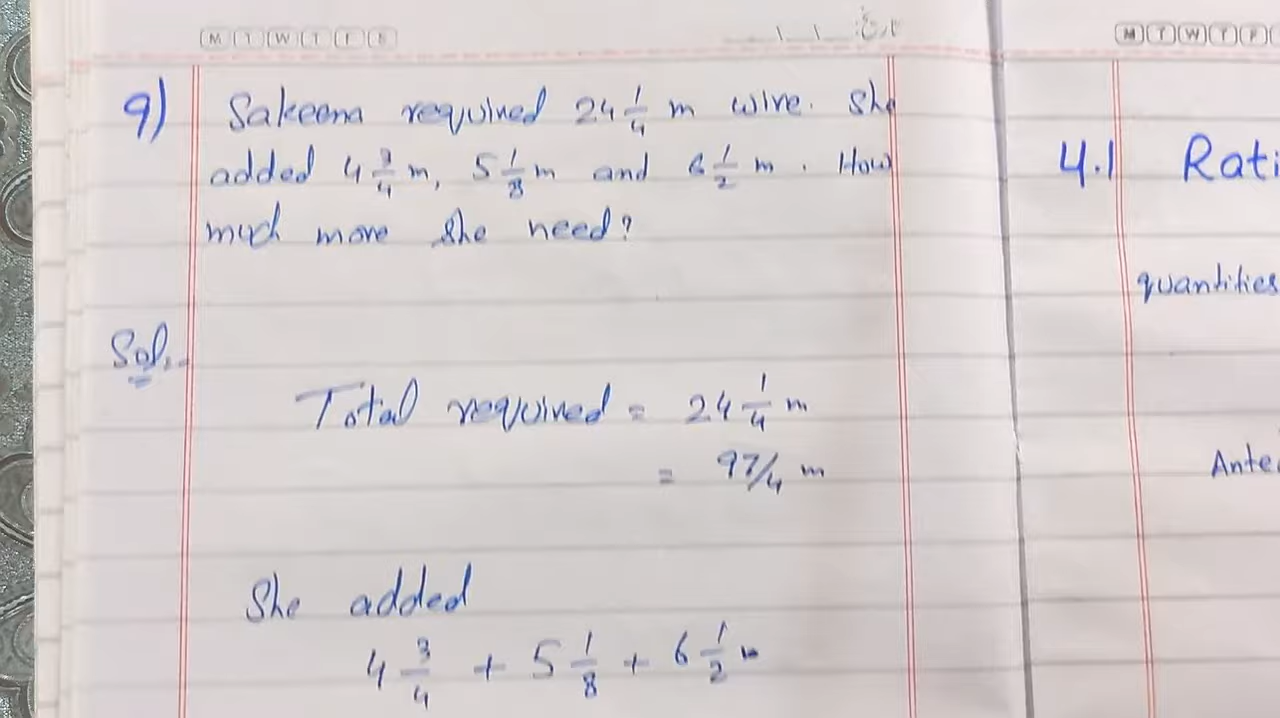 M T W T F S
تاریخ:
9) Sakeena required 24 1/4 m wire. She
added 4 3/4 m, 5 1/8 m and 6 1/2 m. How
much more she need?
Sol:-
Total required = 24 1/4 m
= 97/4 m
She added
4 3/4 + 5 1/8 + 6 1/2 m
M T W T F
4.1 Rati
quantities
Ante